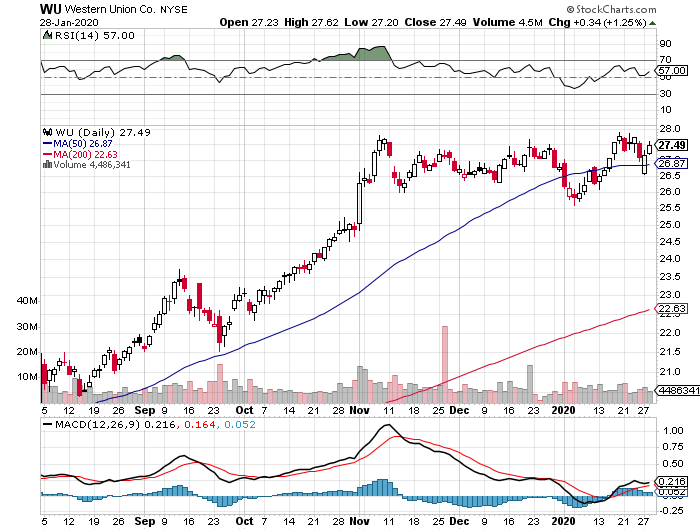 WU Western Union Co. NYSE © StockCharts.com
28-Jan-2020 Open 27.23 High 27.62 Low 27.20 Close 27.49 Volume 4.5M Chg +0.34 (+1.25%)
RSI(14) 57.00
90
70
57.00
50
30
10
WU (Daily) 27.49
MA(50) 26.87
MA(200) 22.63
Volume 4,486,341
28.0
27.49
27.0
26.87
26.5
26.0
25.5
25.0
24.5
24.0
23.5
23.0
22.63
22.5
22.0
21.5
21.0
4486341
40M
30M
20M
10M
5 12 19 26 Sep 9 16 23 Oct 7 14 21 28 Nov 11 18 25 Dec 9 16 23 2020 13 21 27
MACD(12,26,9) 0.216, 0.164, 0.052
1.00
0.75
0.50
0.216
0.052
-0.25
5 12 19 26 Sep 9 16 23 Oct 7 14 21 28 Nov 11 18 25 Dec 9 16 23 2020 13 21 27